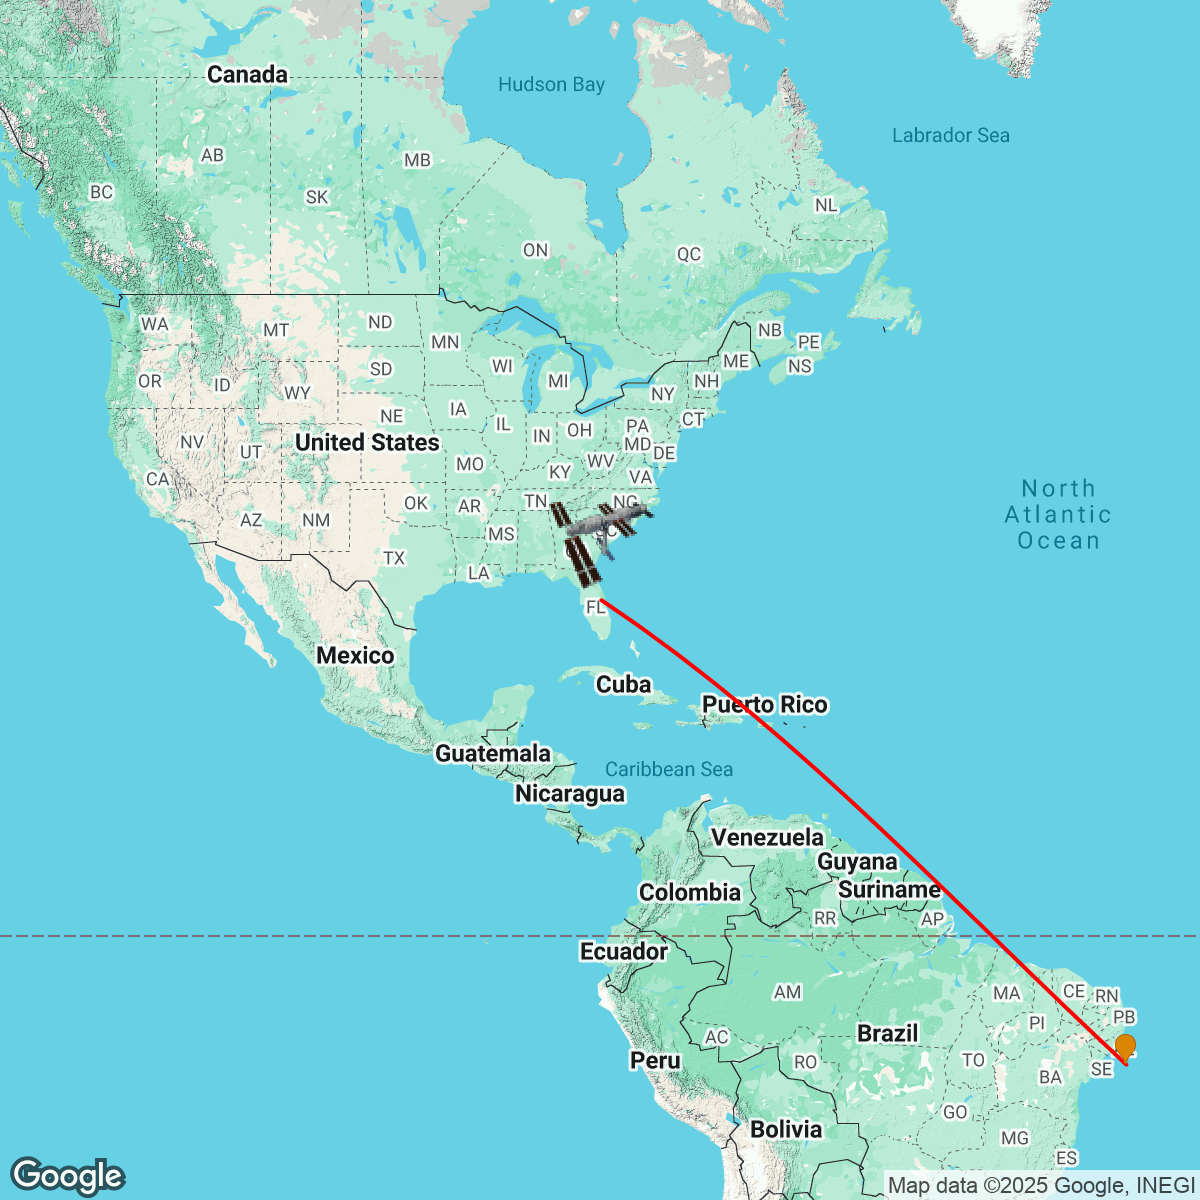 Canada
Hudson Bay
Labrador Sea
AB
MB
BC
SK
NL
ON
QC
WA
MT
ND
MN
NB
PE
OR
ID
SD
WY
WI
MI
ME
NS
NH
NY
NE
IA
IL
IN
OH
PA
CT
NV
UT
United States
MD
DE
CA
MO
KY
WV
VA
AZ
NM
OK
AR
TN
NC
MS
SC
TX
LA
North
Atlantic
Ocean
FL
Mexico
Cuba
Puerto Rico
Guatemala
Caribbean Sea
Nicaragua
Venezuela
Guyana
Colombia
Suriname
RR
AP
Ecuador
AM
MA
CE
RN
PI
PB
AC
Brazil
Peru
RO
TO
BA
SE
GO
Bolivia
MG
ES
Google
Map data ©2025 Google, INEGI